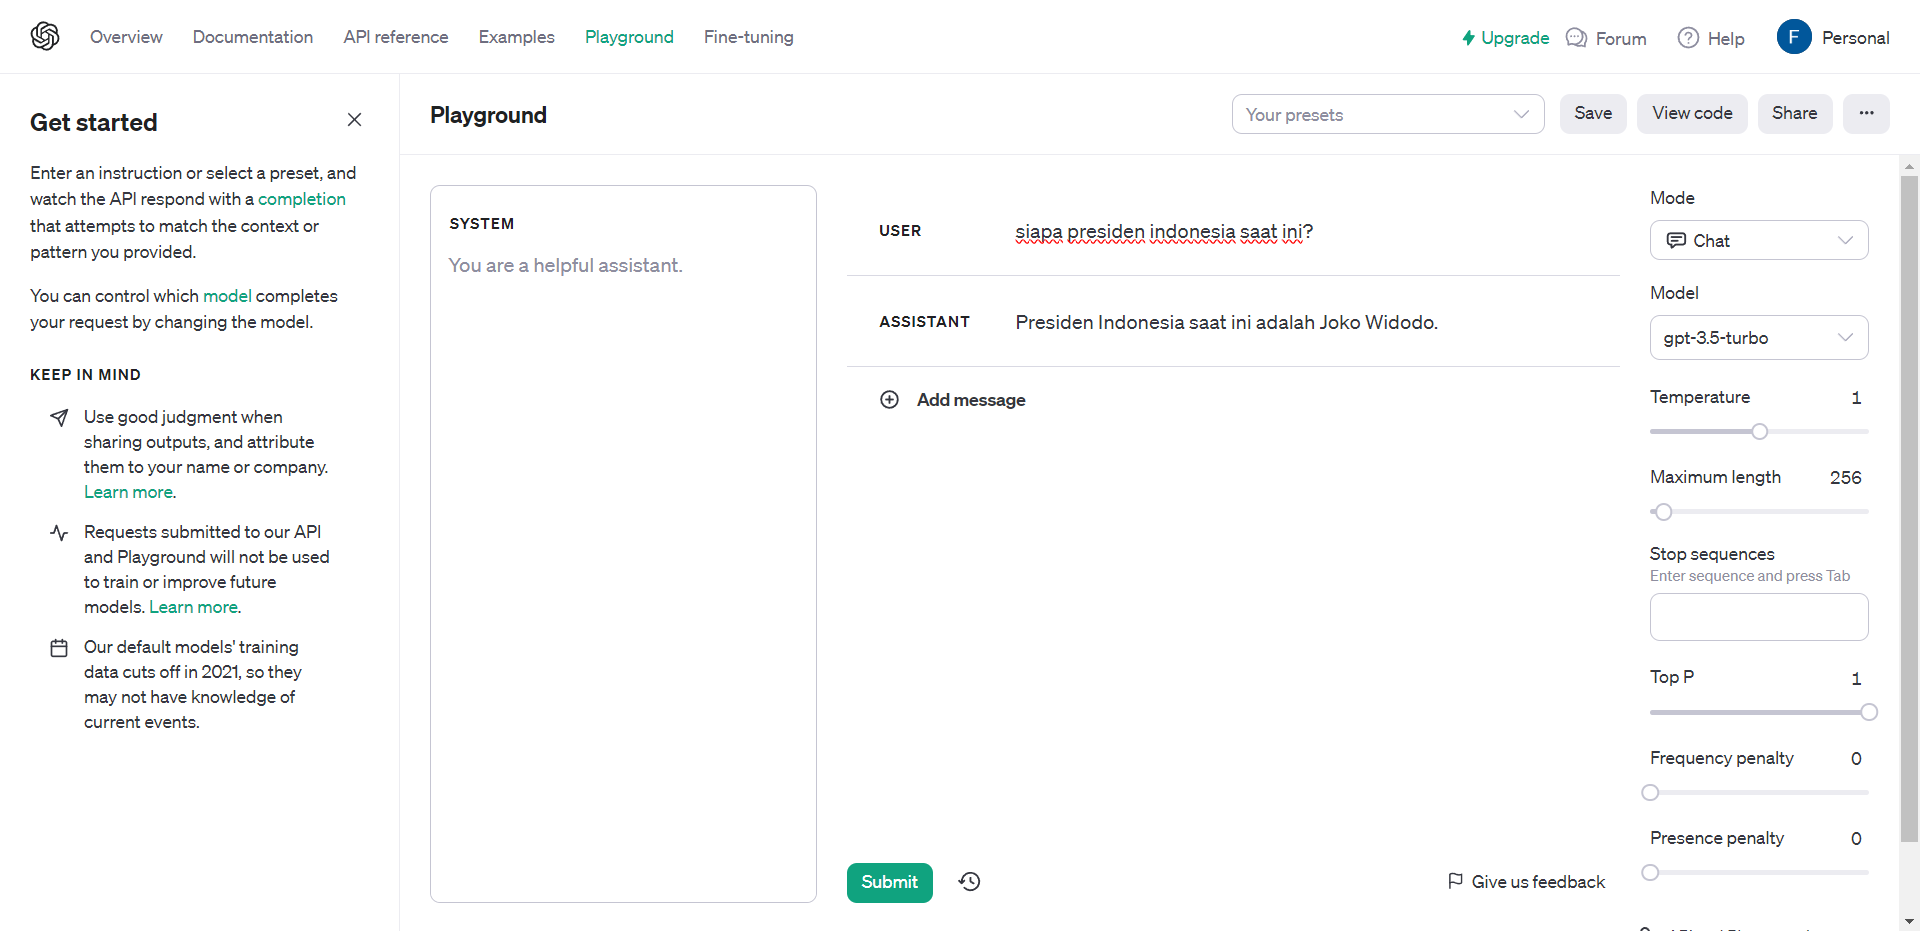 Overview Documentation API reference Examples Playground Fine-tuning Upgrade Forum Help F Personal
Get started
Enter an instruction or select a preset, and
watch the API respond with a completion
that attempts to match the context or
pattern you provided.
You can control which model completes
your request by changing the model.
KEEP IN MIND
Use good judgment when
sharing outputs, and attribute
them to your name or company.
Learn more.
Requests submitted to our API
and Playground will not be used
to train or improve future
models. Learn more.
Our default models' training
data cuts off in 2021, so they
may not have knowledge of
current events.
Playground
Your presets
Save
View code
Share
SYSTEM
You are a helpful assistant.
USER siapa presiden indonesia saat ini?
ASSISTANT Presiden Indonesia saat ini adalah Joko Widodo.
Add message
Submit
Give us feedback
Mode
Chat
Model
gpt-3.5-turbo
Temperature 1
Maximum length 256
Stop sequences
Enter sequence and press Tab
Top P 1
Frequency penalty 0
Presence penalty 0